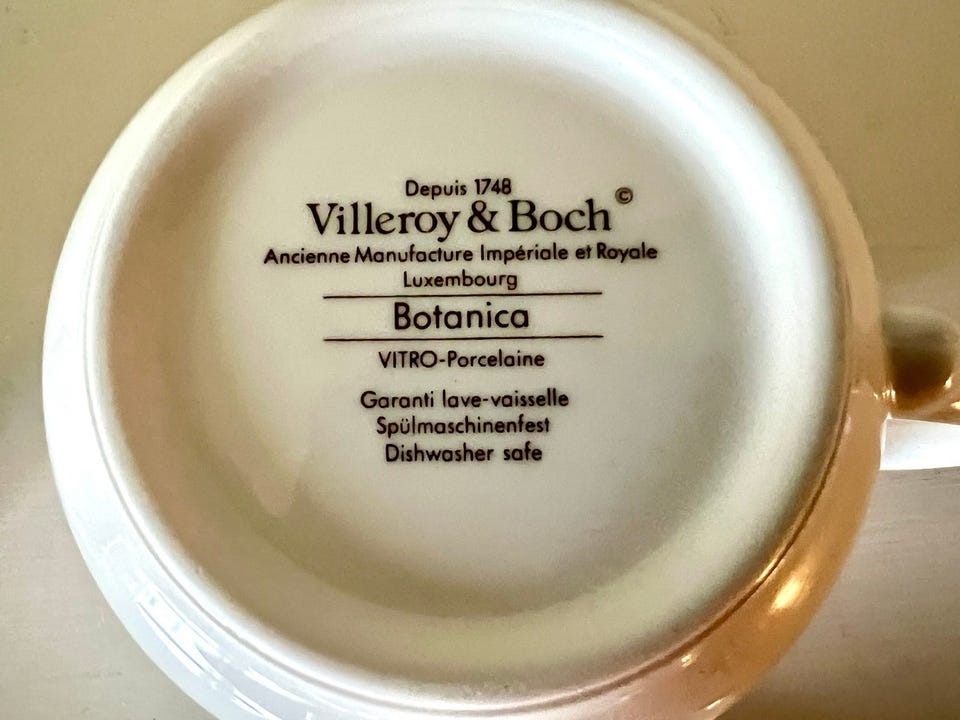 Depuis 1748
Villeroy & Boch ©
Ancienne Manufacture Impériale et Royale
Luxembourg
Botanica
VITRO-Porcelaine
Garanti lave-vaisselle
Spülmaschinenfest
Dishwasher safe